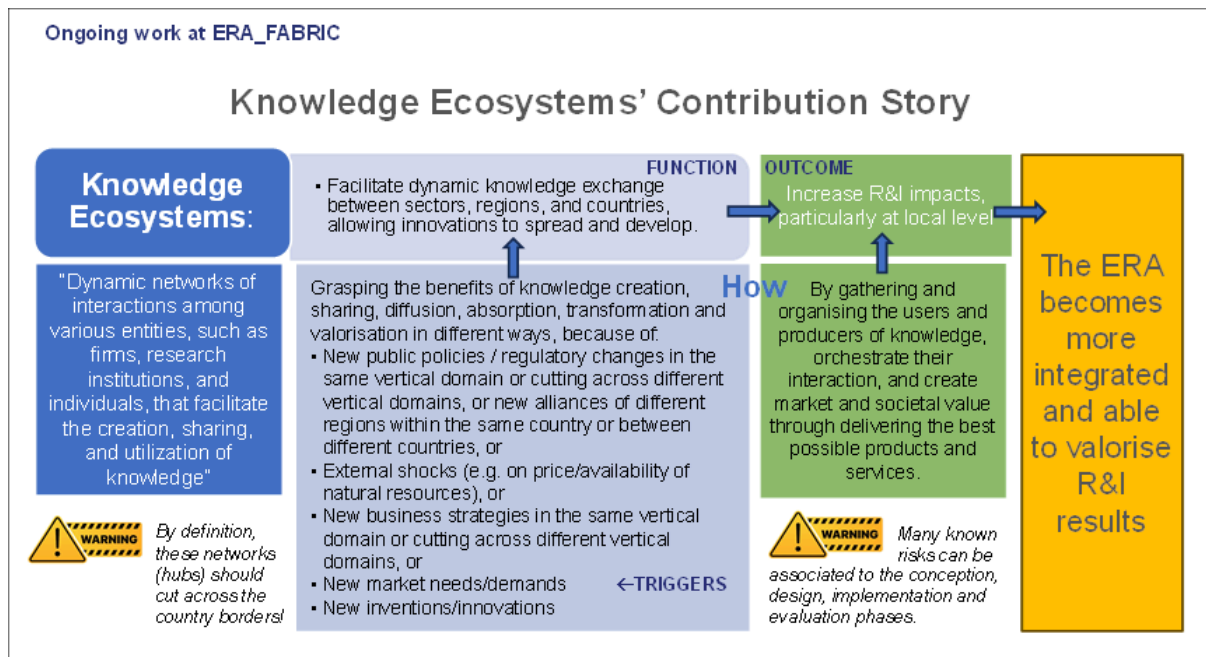 Ongoing work at ERA_FABRIC
Knowledge Ecosystems' Contribution Story
Knowledge
Ecosystems:
"Dynamic networks of
interactions among
various entities, such as
firms, research
institutions, and
individuals, that facilitate
the creation, sharing,
and utilization of
knowledge"
WARNING
By definition,
these networks
(hubs) should
cut across the
country borders!
FUNCTION
▪ Facilitate dynamic knowledge exchange
between sectors, regions, and countries,
allowing innovations to spread and develop.
How
Grasping the benefits of knowledge creation,
sharing, diffusion, absorption, transformation and
valorisation in different ways, because of:
▪ New public policies / regulatory changes in the
same vertical domain or cutting across different
vertical domains, or new alliances of different
regions within the same country or between
different countries, or
▪ External shocks (e.g. on price/availability of
natural resources), or
▪ New business strategies in the same vertical
domain or cutting across different vertical
domains, or
▪ New market needs/demands ←TRIGGERS
▪ New inventions/innovations
OUTCOME
Increase R&I impacts,
particularly at local level
By gathering and
organising the users and
producers of knowledge,
orchestrate their
interaction, and create
market and societal value
through delivering the best
possible products and
services.
WARNING
Many known
risks can be
associated to the conception,
design, implementation and
evaluation phases.
The ERA
becomes
more
integrated
and able
to valorise
R&I
results